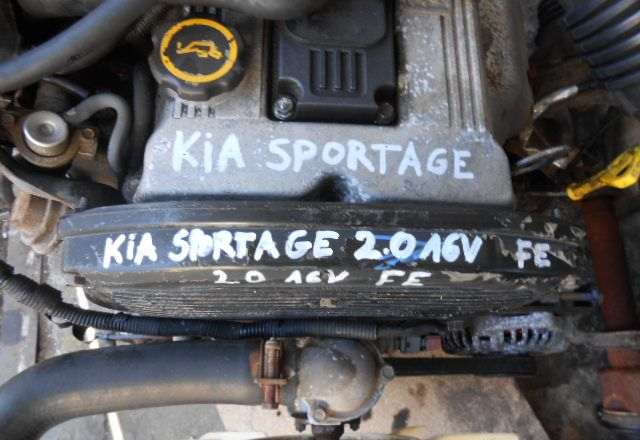 KiA SPORTAGE
KiA SPORTAGE 2.0 16V FE
2.0 16V FE